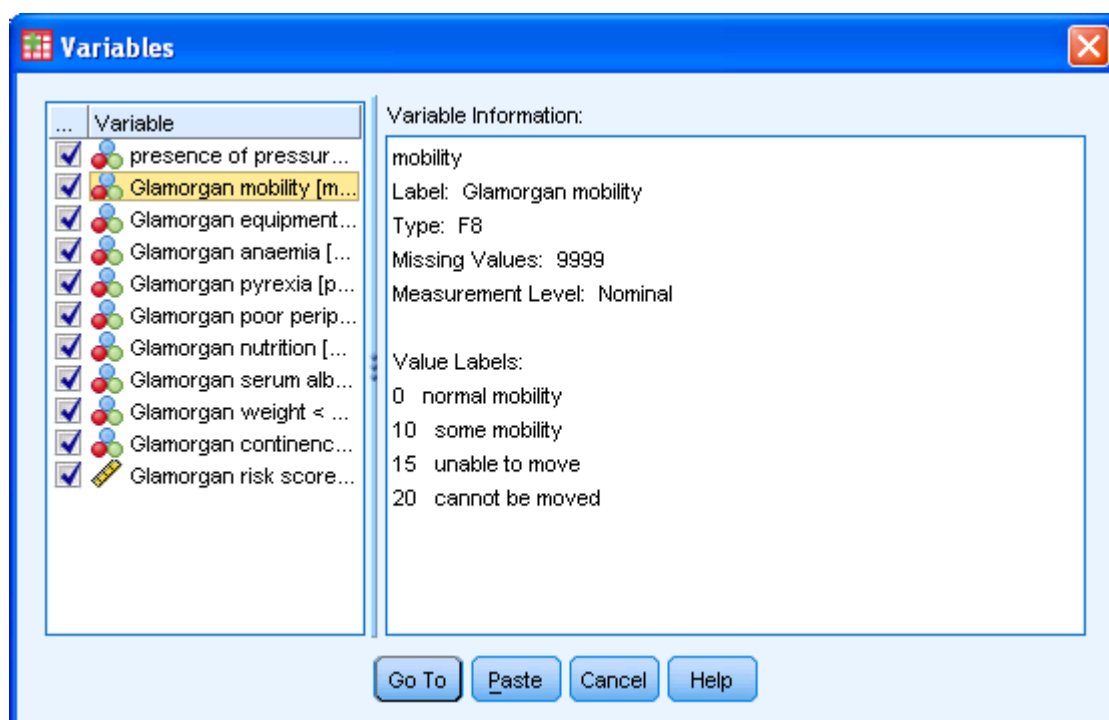 Variables
... Variable
presence of pressur...
Glamorgan mobility [m...
Glamorgan equipment...
Glamorgan anaemia [...
Glamorgan pyrexia [p...
Glamorgan poor perip...
Glamorgan nutrition [...
Glamorgan serum alb...
Glamorgan weight < ...
Glamorgan continenc...
Glamorgan risk score...
Variable Information:
mobility
Label: Glamorgan mobility
Type: F8
Missing Values: 9999
Measurement Level: Nominal
Value Labels:
0 normal mobility
10 some mobility
15 unable to move
20 cannot be moved
Go To Paste Cancel Help